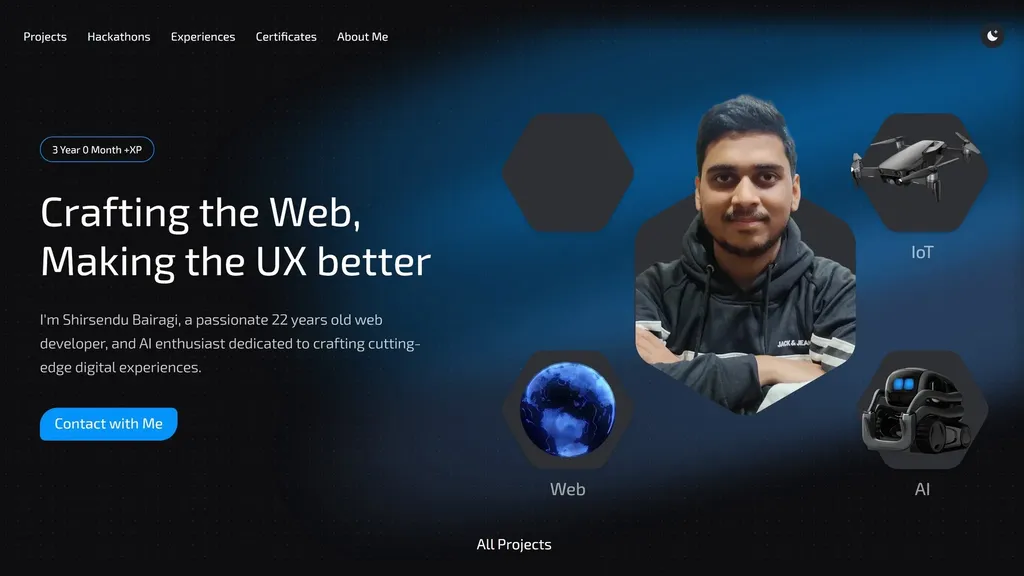 Projects Hackathons Experiences Certificates About Me
3 Year 0 Month +XP
Crafting the Web,
Making the UX better
I'm Shirsendu Bairagi, a passionate 22 years old web
developer, and AI enthusiast dedicated to crafting cutting-
edge digital experiences.
Contact with Me
IoT
JACK & 
Web
AI
All Projects